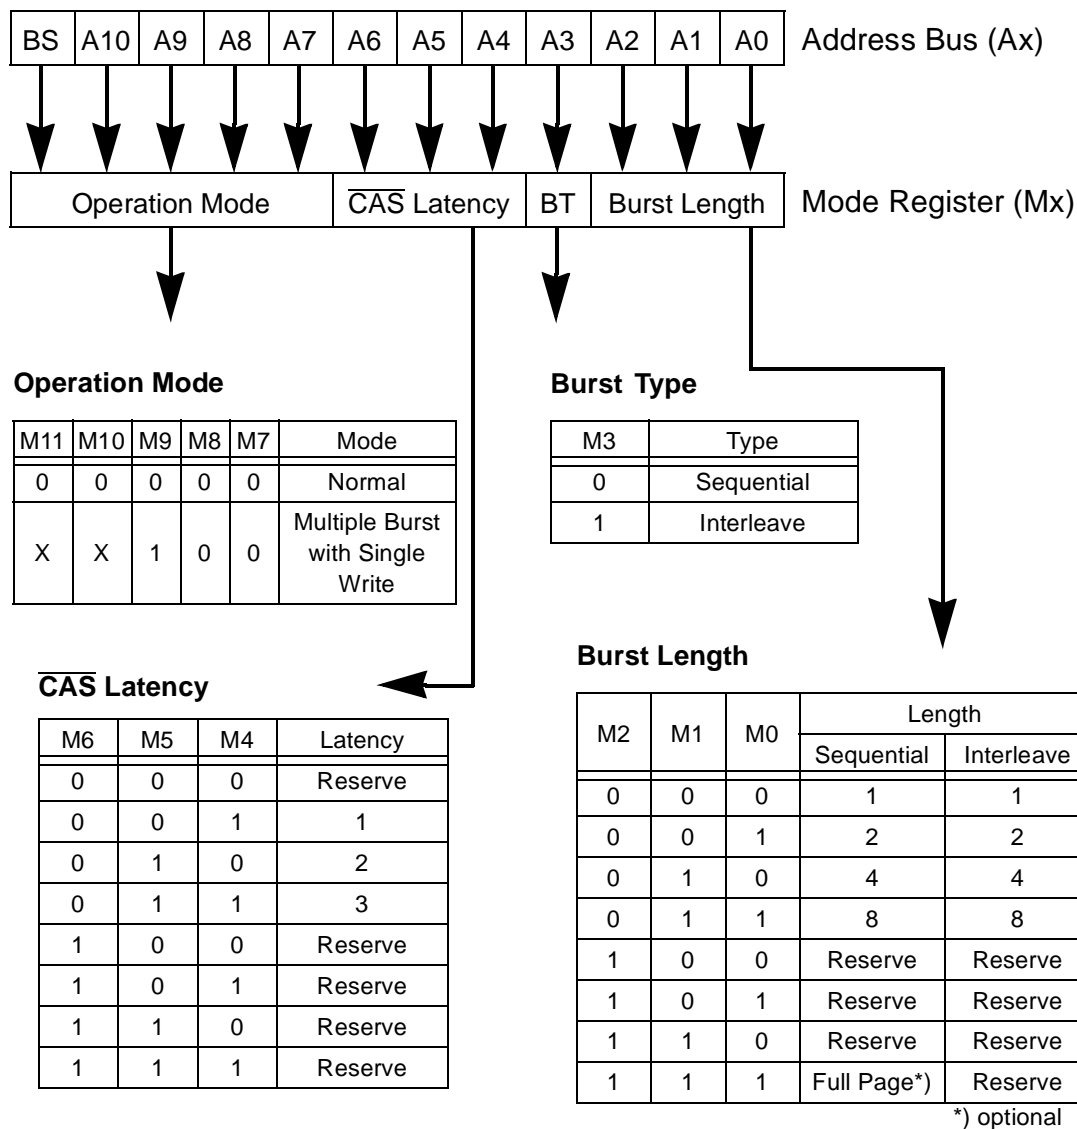 BS A10 A9 A8 A7 A6 A5 A4 A3 A2 A1 A0 Address Bus (Ax)
Operation Mode CAS Latency BT Burst Length Mode Register (Mx)
Operation Mode
M11 M10 M9 M8 M7 Mode
0 0 0 0 0 Normal
X X 1 0 0 Multiple Burst
with Single
Write
Burst Type
M3 Type
0 Sequential
1 Interleave
CAS Latency
M6 M5 M4 Latency
0 0 0 Reserve
0 0 1 1
0 1 0 2
0 1 1 3
1 0 0 Reserve
1 0 1 Reserve
1 1 0 Reserve
1 1 1 Reserve
Burst Length
M2 M1 M0 Length
Sequential Interleave
0 0 0 1 1
0 0 1 2 2
0 1 0 4 4
0 1 1 8 8
1 0 0 Reserve Reserve
1 0 1 Reserve Reserve
1 1 0 Reserve Reserve
1 1 1 Full Page*) Reserve
*) optional